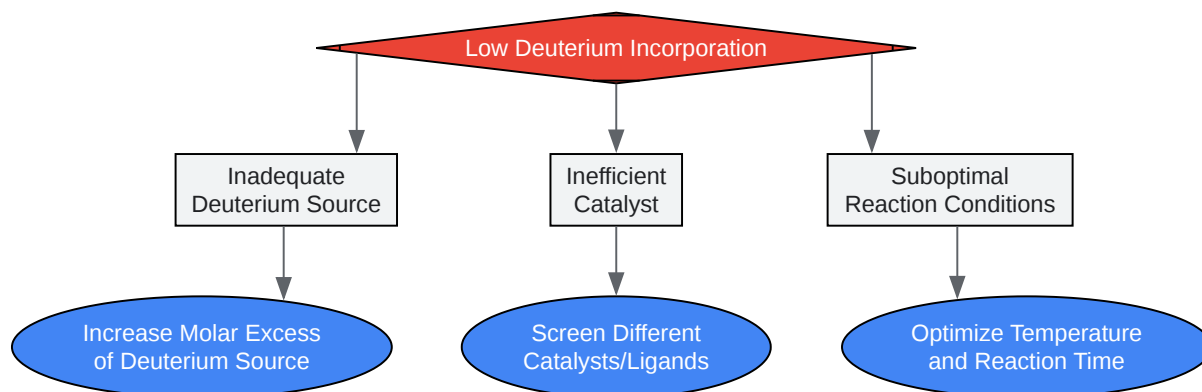 Low Deuterium Incorporation
Inadequate
Deuterium Source
Inefficient
Catalyst
Suboptimal
Reaction Conditions
Increase Molar Excess
of Deuterium Source
Screen Different
Catalysts/Ligands
Optimize Temperature
and Reaction Time